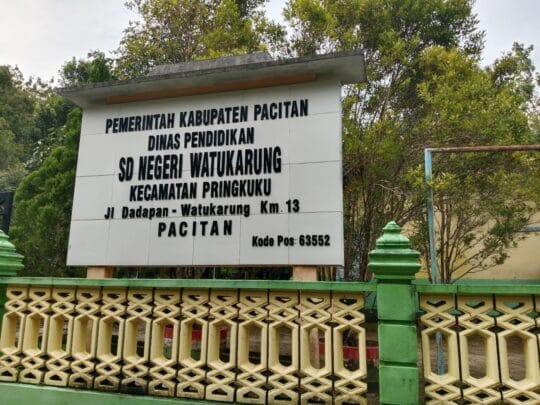 PEMERINTAH KABUPATEN PACITAN
DINAS PENDIDIKAN
SD NEGERI WATUKARUNG
KECAMATAN PRINGKUKU
Jl Dadapan - Watukarung Km. 13
PACITAN
Kode Pos 63552